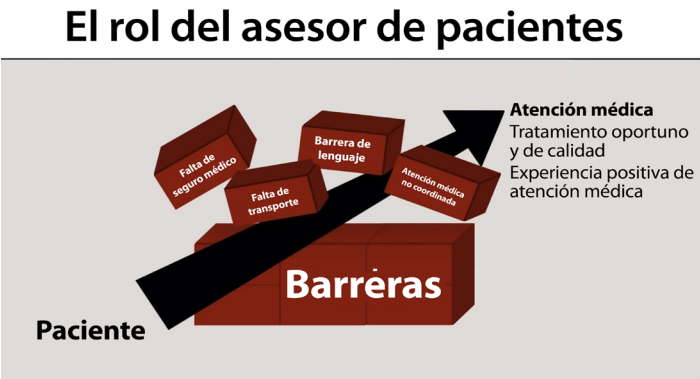 El rol del asesor de pacientes
Falta de
seguro médico
Falta de
transporte
Barrera de
lenguaje
Atención médica
no coordinada
Atención médica
Tratamiento oportuno
y de calidad
Experiencia positiva de
atención médica
Barreras
Paciente